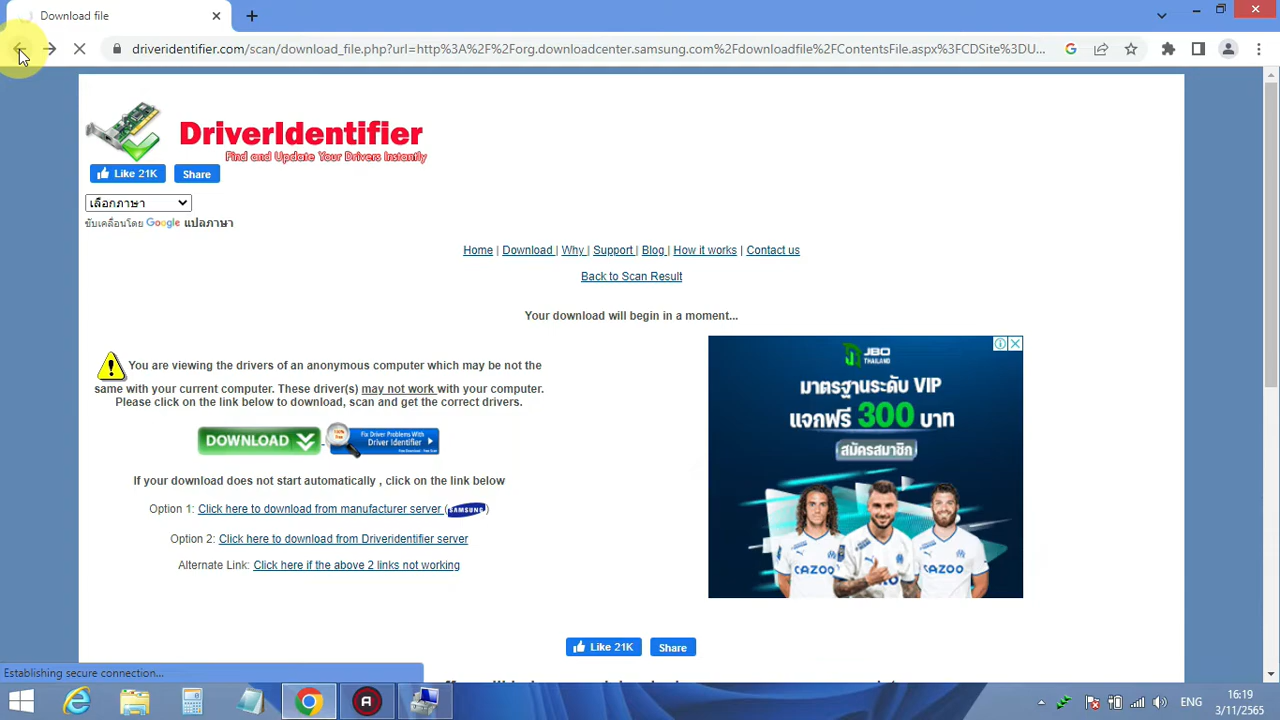 Download file
driveridentifier.com/scan/download_file.php?url=http%3A%2F%2Forg.downloadcenter.samsung.com%2Fdownloadfile%2FContentsFile.aspx%3FCDSite%3DU...
DriverIdentifier
Find and Update Your Drivers Instantly
Like 21K
Share
เลือกภาษา
ขับเคลื่อนโดย Google แปลภาษา
Home | Download | Why | Support | Blog | How it works | Contact us
Back to Scan Result
Your download will begin in a moment...
You are viewing the drivers of an anonymous computer which may be not the
same with your current computer. These driver(s) may not work with your computer.
Please click on the link below to download, scan and get the correct drivers.
DOWNLOAD
Fix Driver Problems With
Driver Identifier
If your download does not start automatically , click on the link below
Option 1: Click here to download from manufacturer server (SAMSUNG)
Option 2: Click here to download from Driveridentifier server
Alternate Link: Click here if the above 2 links not working
JBO
THAILAND
มาตรฐานระดับ VIP
แจกฟรี 300 บาท
สมัครสมาชิก
CAZOO
CAZOO
CAZOO
Like 21K
Share
Establishing secure connection...
ENG
16:19
3/11/2565